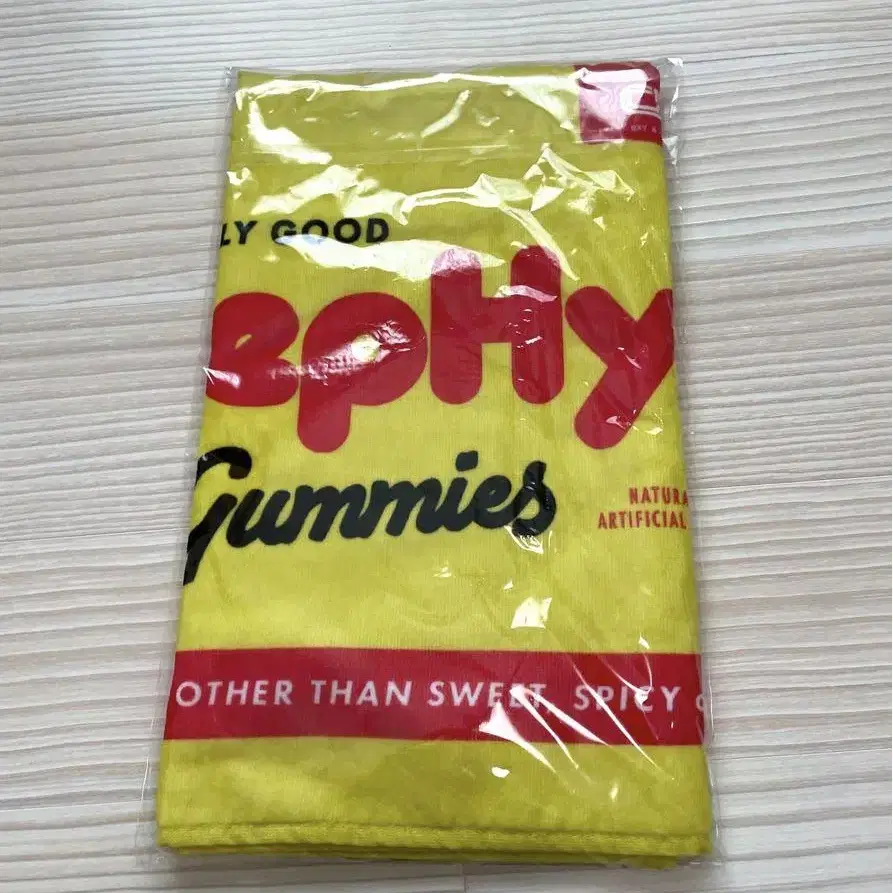 LY GOOD
epHy
Gummies
NATURA
ARTIFICIAL
OTHER THAN SWEET, SPICY